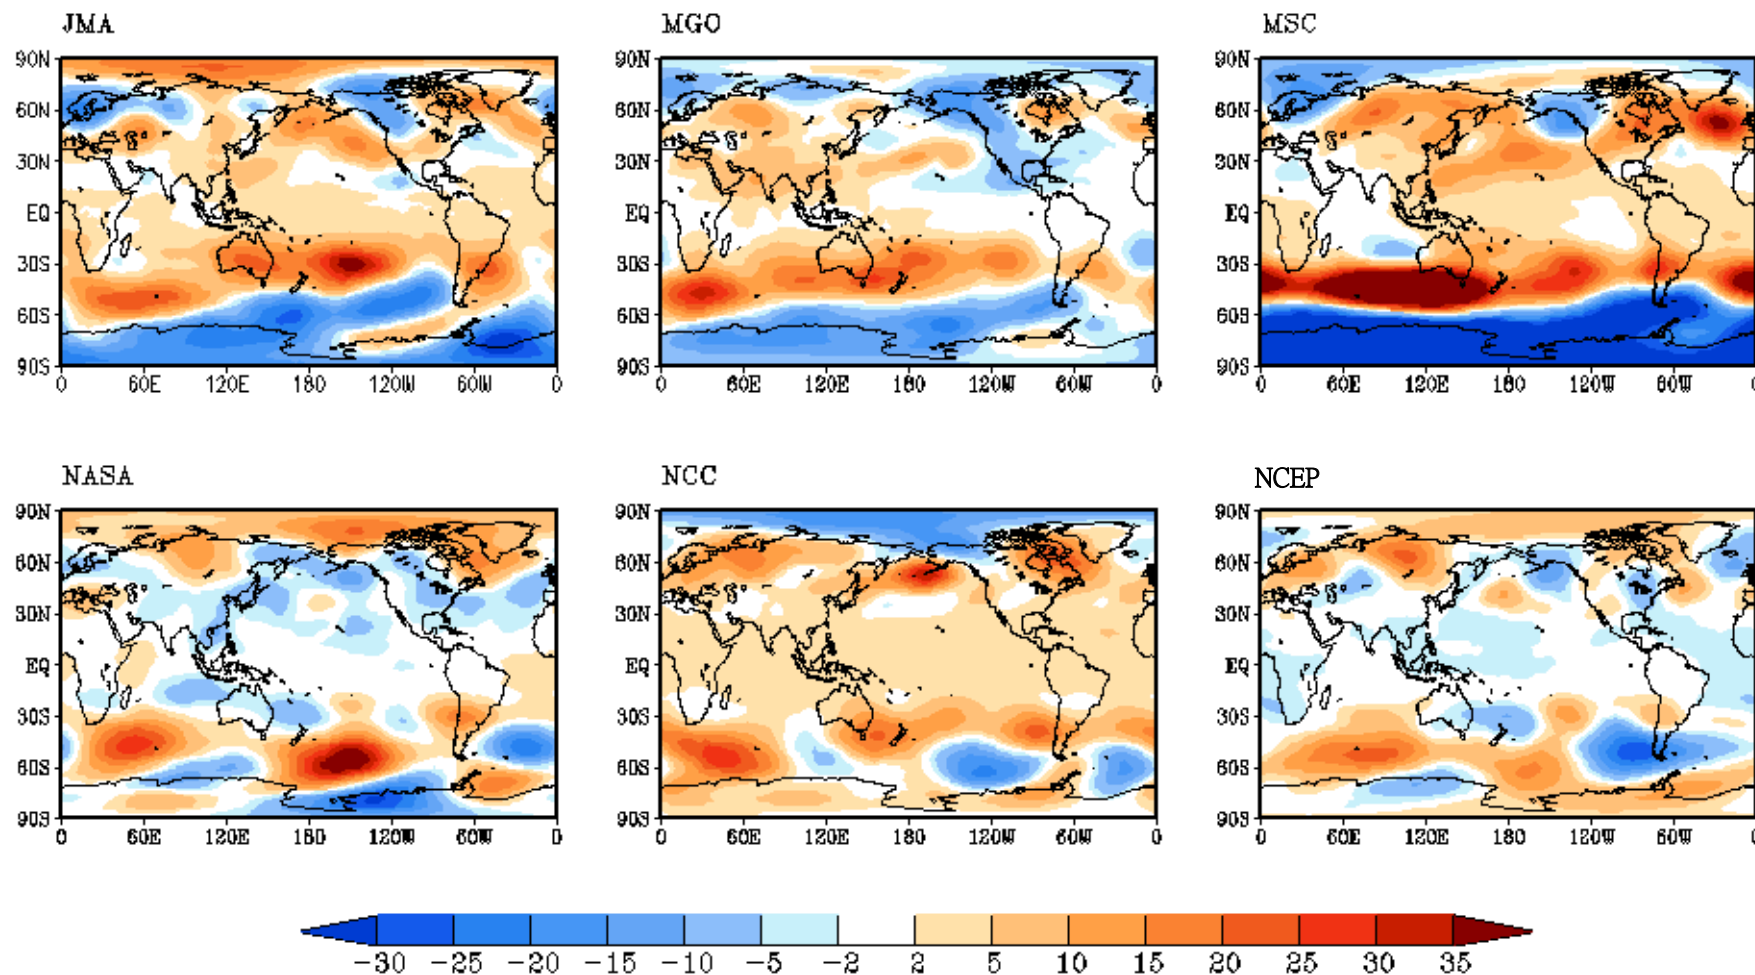 JMA MGO MSC
90N 90N 90N
60N 60N 60N
30N 30N 30N
EQ EQ EQ
30S 30S 30S
60S 60S 60S
90S 90S 90S
0 60E 120E 180 120W 60W 0 0 60E 120E 180 120W 60W 0 0 60E 120E 180 120W 60W 0
NASA NCC NCEP
90N 90N 90N
60N 60N 60N
30N 30N 30N
EQ EQ EQ
30S 30S 30S
60S 60S 60S
90S 90S 90S
0 60E 120E 180 120W 60W 0 0 60E 120E 180 120W 60W 0 0 60E 120E 180 120W 60W 0
-30 -25 -20 -15 -10 -5 -2 2 5 10 15 20 25 30 35